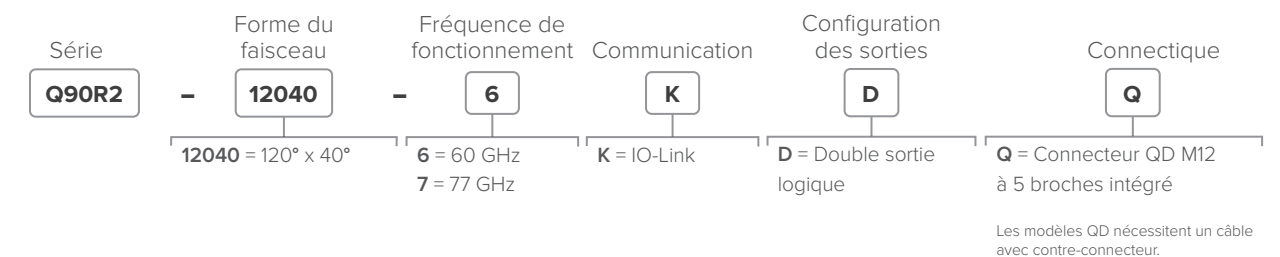 Forme du
Fréquence de
Configuration
Série
faisceau
fonctionnement
Communication
des sorties
Connectique
Q90R2
–
12040
–
6
K
D
Q
12040 = 120° x 40°
6 = 60 GHz
K = IO-Link
D = Double sortie
Q = Connecteur QD M12
7 = 77 GHz
logique
à 5 broches intégré
Les modèles QD nécessitent un câble
avec contre-connecteur.